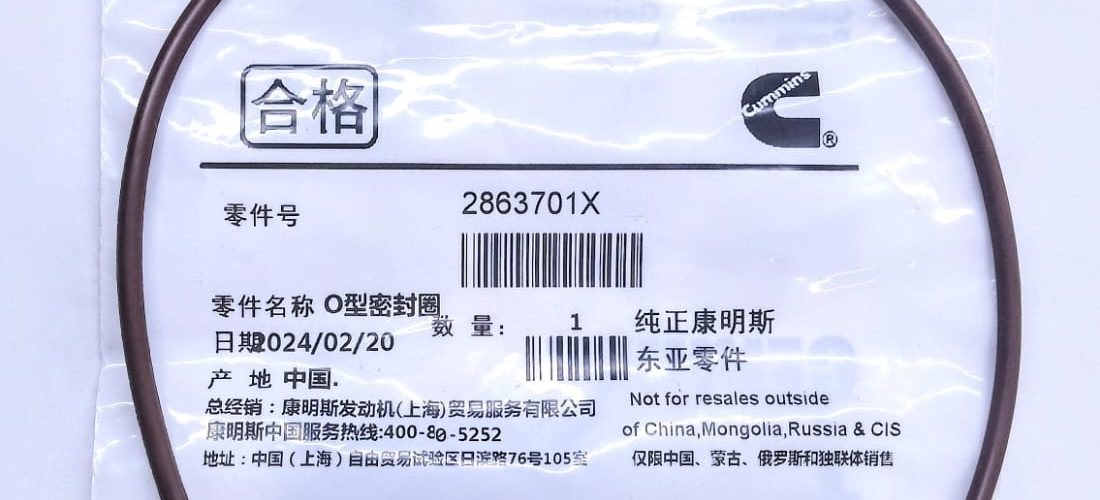 合格
Cummins
®
零件号
2863701X
零件名称 O型密封圈
数 量： 1
纯正康明斯
日期2024/02/20
东亚零件
产 地 中国.
总经销：康明斯发动机(上海)贸易服务有限公司
Not for resales outside
康明斯中国服务热线:400-80-5252
of China,Mongolia,Russia & CIS
地址：中国（上海）自由贸易试验区日滨路76号105室
仅限中国、蒙古、俄罗斯和独联体销售